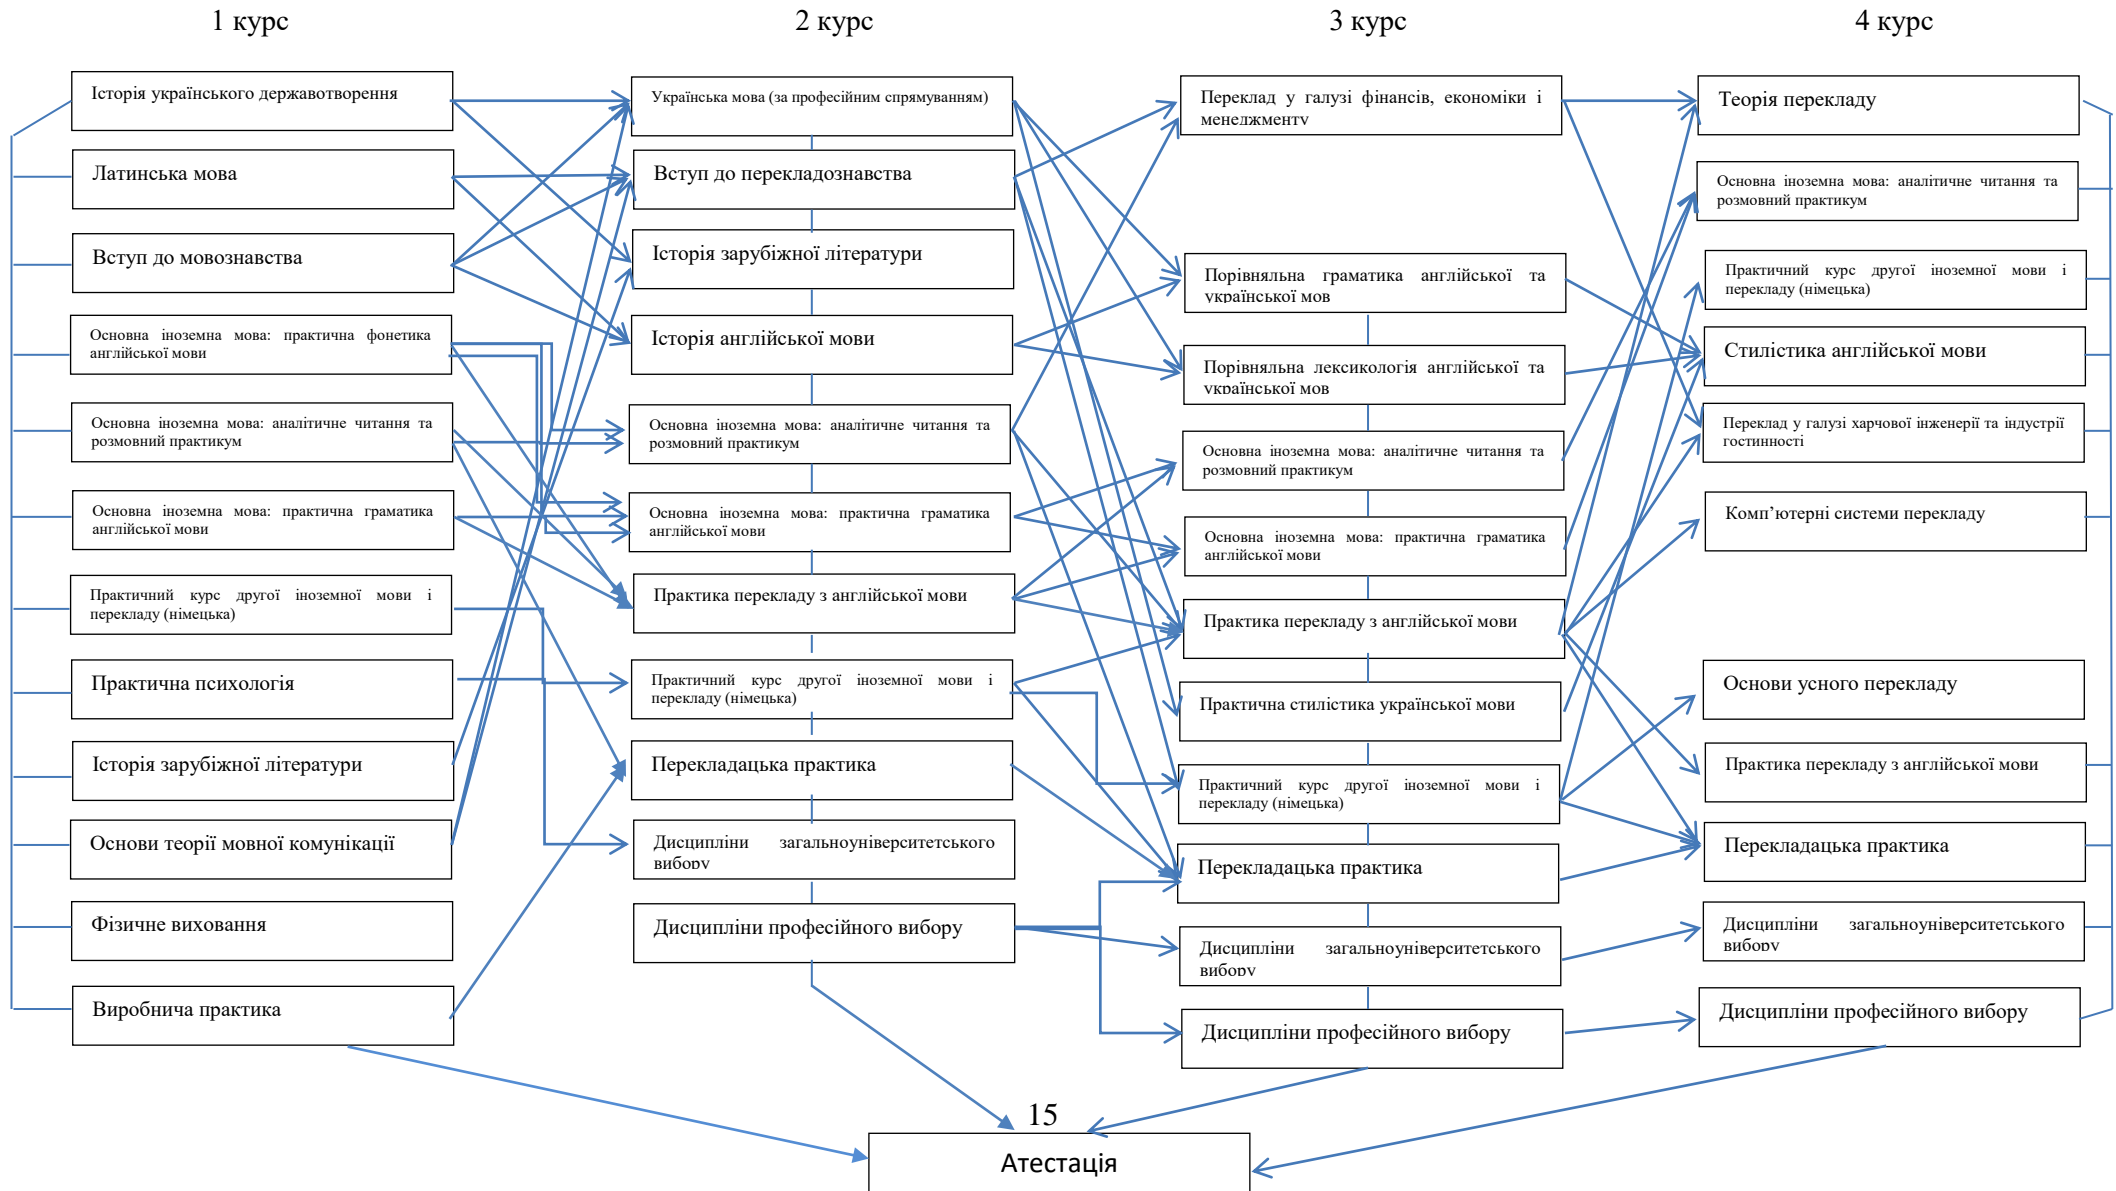 1 курс
2 курс
3 курс
4 курс
Історія українського державотворення
Латинська мова
Вступ до мовознавства
Основна іноземна мова: практична фонетика
англійської мови
Основна іноземна мова: аналітичне читання та
розмовний практикум
Основна іноземна мова: практична граматика
англійської мови
Практичний курс другої іноземної мови і
перекладу (німецька)
Практична психологія
Історія зарубіжної літератури
Основи теорії мовної комунікації
Фізичне виховання
Виробнича практика
Українська мова (за професійним спрямуванням)
Вступ до перекладознавства
Історія зарубіжної літератури
Історія англійської мови
Основна іноземна мова: аналітичне читання та
розмовний практикум
Основна іноземна мова: практична граматика
англійської мови
Практика перекладу з англійської мови
Практичний курс другої іноземної мови і
перекладу (німецька)
Перекладацька практика
Дисципліни загальноуніверситетського
вибору
Дисципліни професійного вибору
Переклад у галузі фінансів, економіки і
менеджменту
Порівняльна граматика англійської та
української мов
Порівняльна лексикологія англійської та
української мов
Основна іноземна мова: аналітичне читання та
розмовний практикум
Основна іноземна мова: практична граматика
англійської мови
Практика перекладу з англійської мови
Практична стилістика української мови
Практичний курс другої іноземної мови і
перекладу (німецька)
Перекладацька практика
Дисципліни загальноуніверситетського
вибору
Дисципліни професійного вибору
Теорія перекладу
Основна іноземна мова: аналітичне читання та
розмовний практикум
Практичний курс другої іноземної мови і
перекладу (німецька)
Стилістика англійської мови
Переклад у галузі харчової інженерії та індустрії
гостинності
Комп’ютерні системи перекладу
Основи усного перекладу
Практика перекладу з англійської мови
Перекладацька практика
Дисципліни загальноуніверситетського
вибору
Дисципліни професійного вибору
15
Атестація